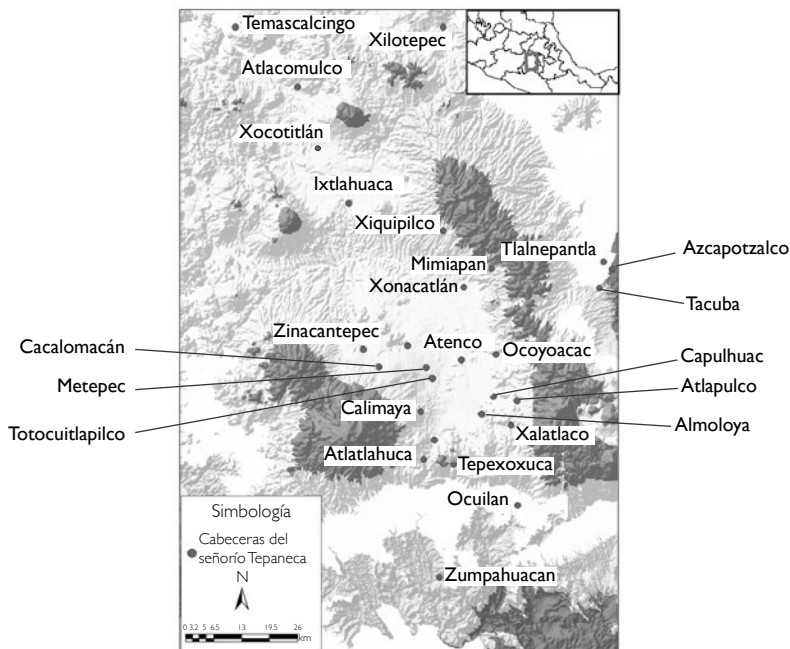 Temascalcingo
Xilotepec
Atlacomulco
Xocotitlán
Ixtlahuaca
Xiquipilco
Tlalnepantla
Azcapotzalco
Mimiapan
Xonacatlán
Tacuba
Zinacantepec
Atenco
Ocoyoacac
Cacalomacán
Capulhuac
Metepec
Atlapulco
Calimaya
Totocuitlapilco
Almoloya
Xalatlaco
Atlatlahuca
Tepexoxuca
Ocuilan
Simbología
Cabeceras del
señorío Tepaneca
N
Zumpahuacan
0 3.2 5 6.5 13 19.5 26
km